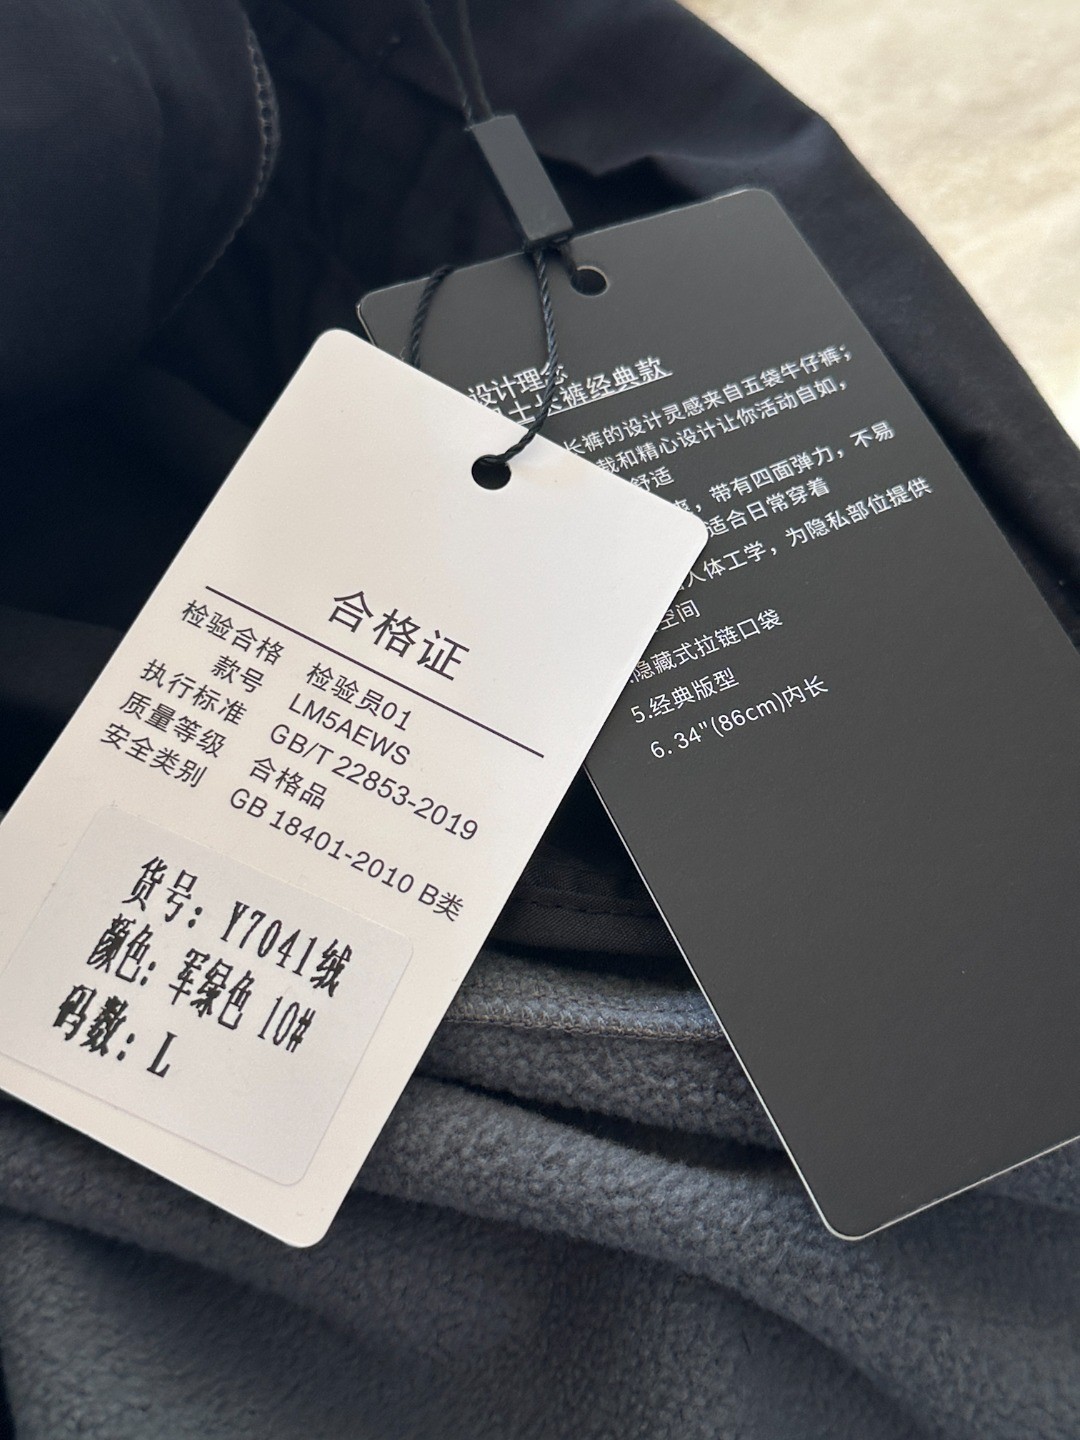 合格证
检验合格 检验员01
款号 LM5AEWS
执行标准 GB/T 22853-2019
质量等级 合格品
安全类别 GB 18401-2010 B类
货号: Y7041绒
颜色: 军绿色 10#
码数: L
设计理念
士长裤经典款
长裤的设计灵感来自五袋牛仔裤;
裁和精心设计让你活动自如,
舒适
爽, 带有四面弹力, 不易
适合日常穿着
人体工学, 为隐私部位提供
空间
隐藏式拉链口袋
5.经典版型
6.34"(86cm)内长